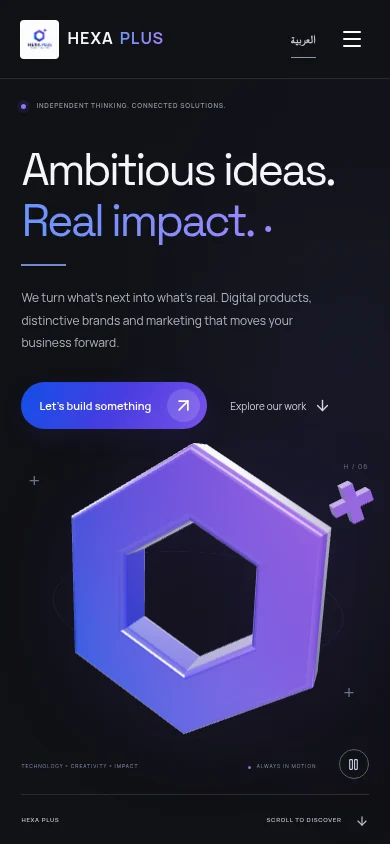 HEXA PLUS
HEXA PLUS
العربية
INDEPENDENT THINKING. CONNECTED SOLUTIONS.
Ambitious ideas.
Real impact.
We turn what's next into what's real. Digital products,
distinctive brands and marketing that moves your
business forward.
Let's build something
Explore our work
H / 06
TECHNOLOGY • CREATIVITY • IMPACT
ALWAYS IN MOTION
HEXA PLUS
SCROLL TO DISCOVER